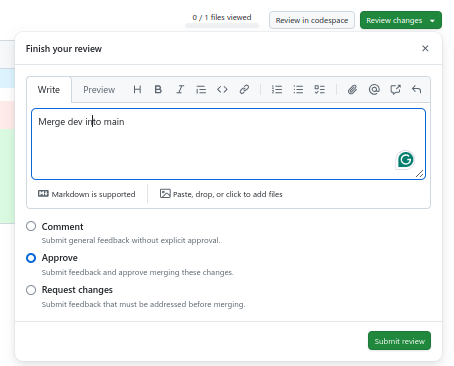 0 / 1 files viewed
Review in codespace
Review changes
Finish your review
Write
Preview
Merge dev into main
Markdown is supported
Paste, drop, or click to add files
Comment
Submit general feedback without explicit approval.
Approve
Submit feedback and approve merging these changes.
Request changes
Submit feedback that must be addressed before merging.
Submit review